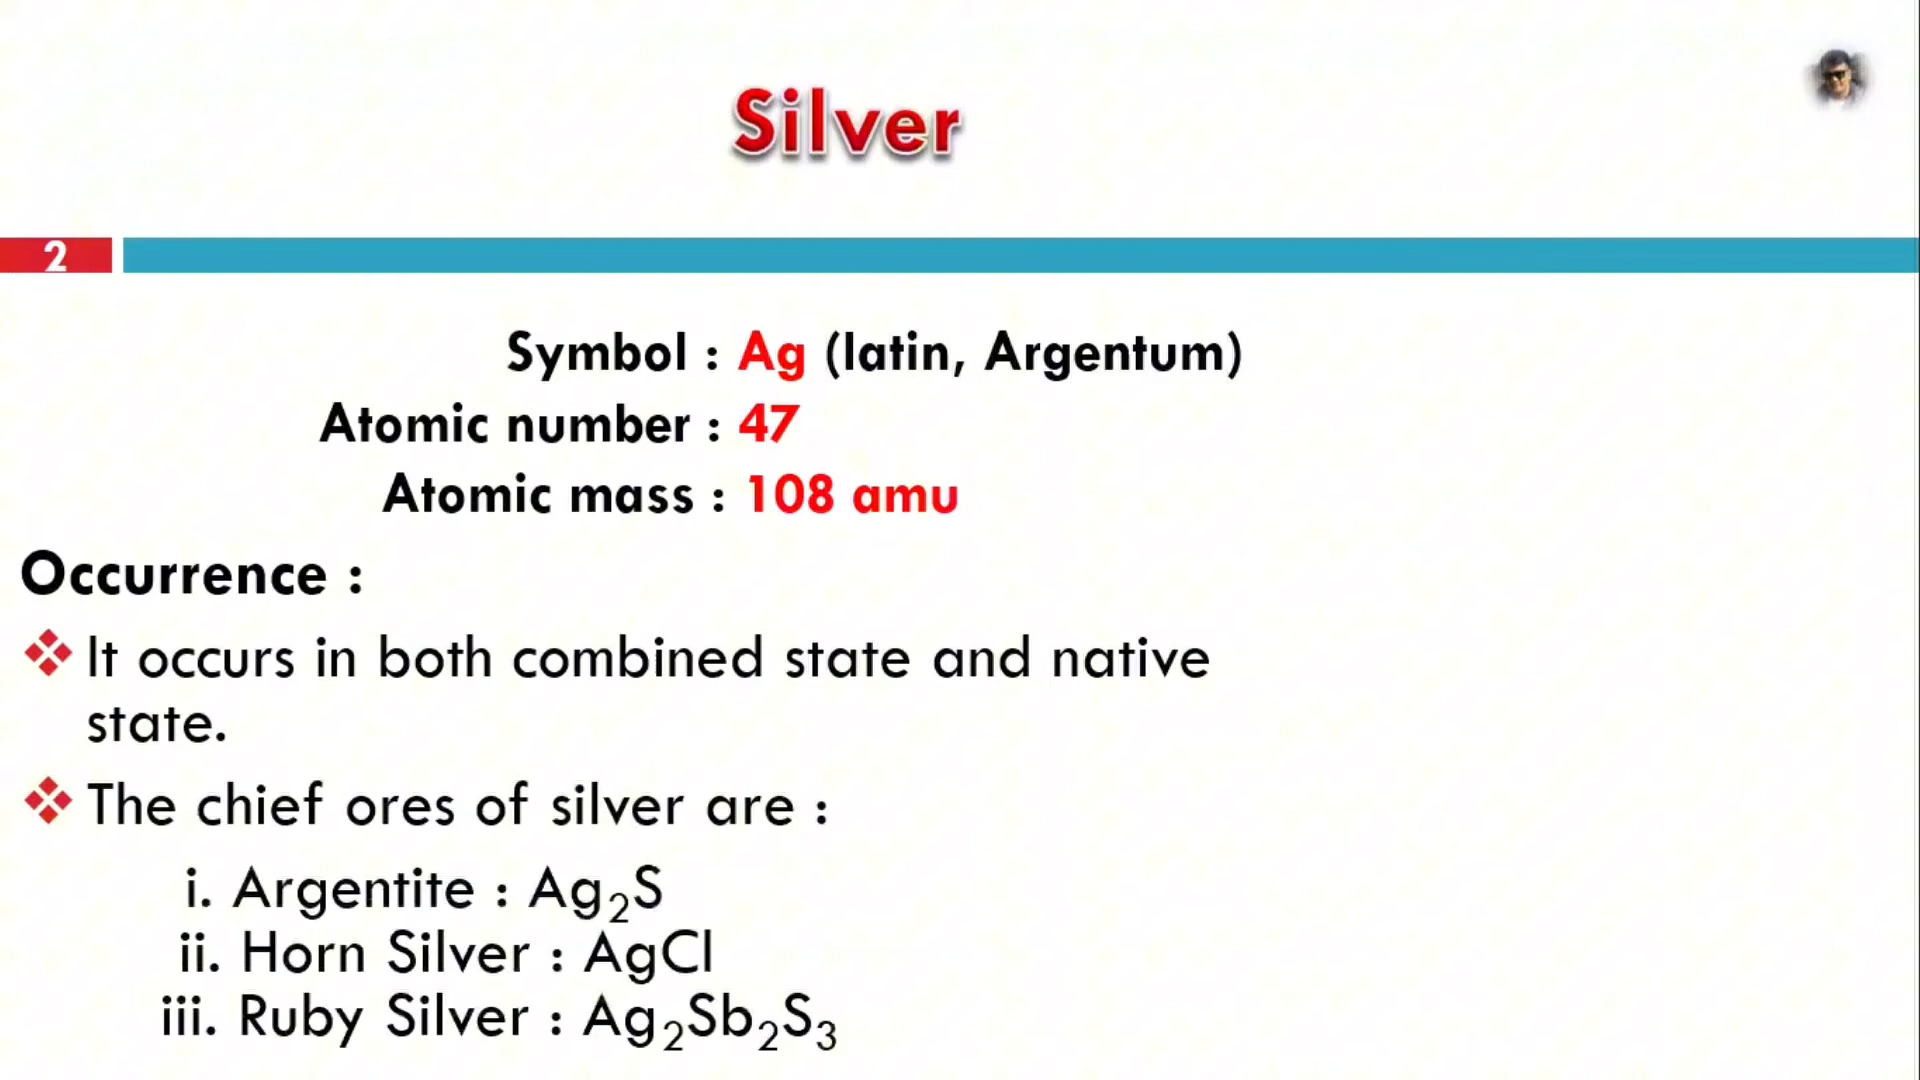 Silver
2
Symbol : Ag (latin, Argentum)
Atomic number : 47
Atomic mass : 108 amu
Occurrence :
It occurs in both combined state and native
state.
The chief ores of silver are :
i. Argentite : Ag₂S
ii. Horn Silver : AgCl
iii. Ruby Silver : Ag₂Sb₂S₃